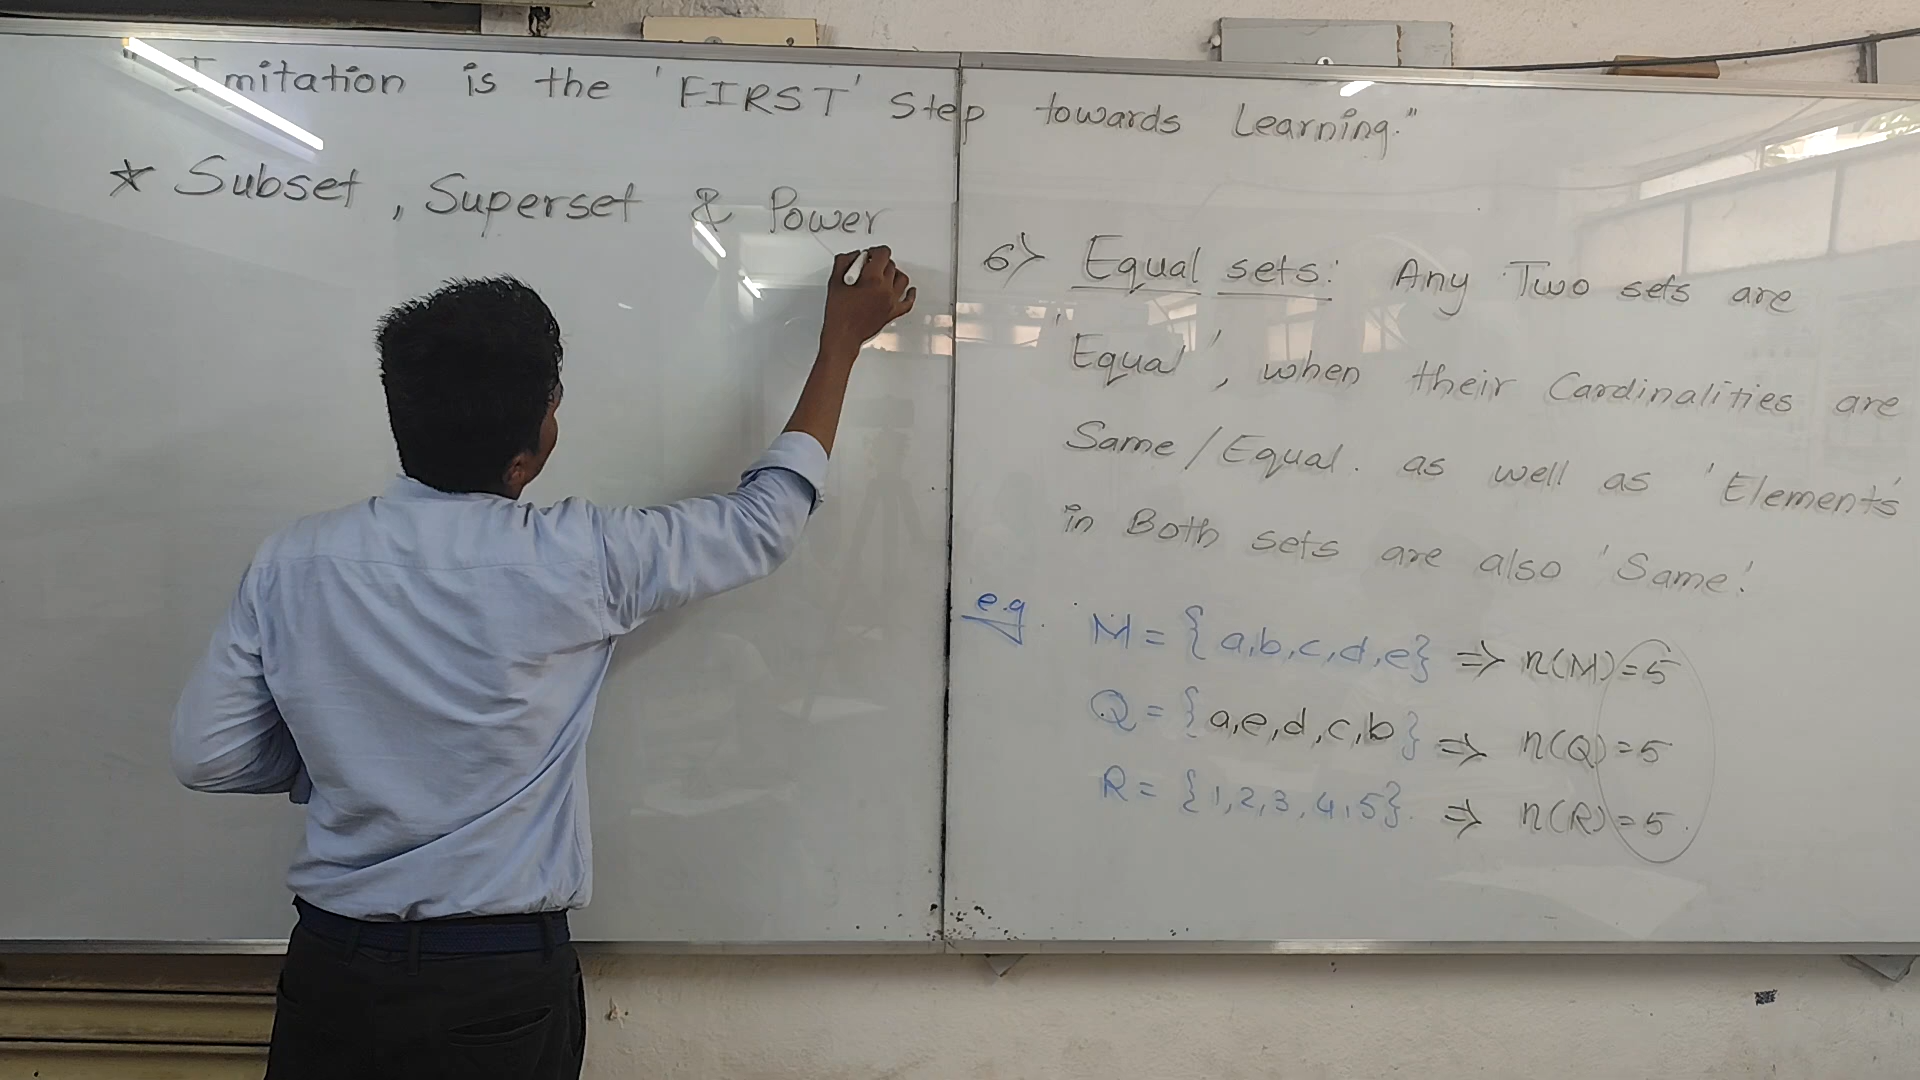 "Imitation is the 'FIRST' Step towards Learning."
* Subset, Superset & Power
6> Equal sets: Any Two sets are
'Equal', when their Cardinalities are
Same/Equal. as well as 'Elements'
in Both sets are also 'Same'.
e.g. M = {a,b,c,d,e} => n(M)=5
Q = {a,e,d,c,b} => n(Q)=5
R = {1,2,3,4,5}. => n(R)=5.